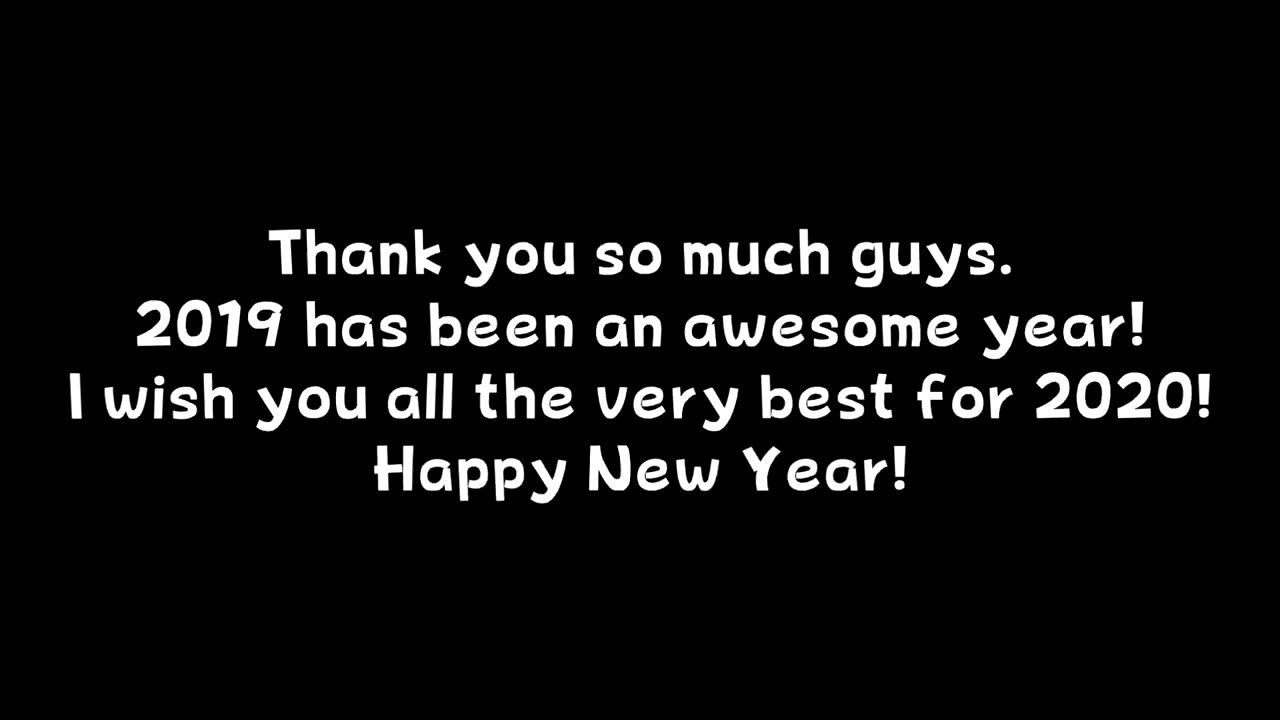 Thank you so much guys.
2019 has been an awesome year!
I wish you all the very best for 2020!
Happy New Year!